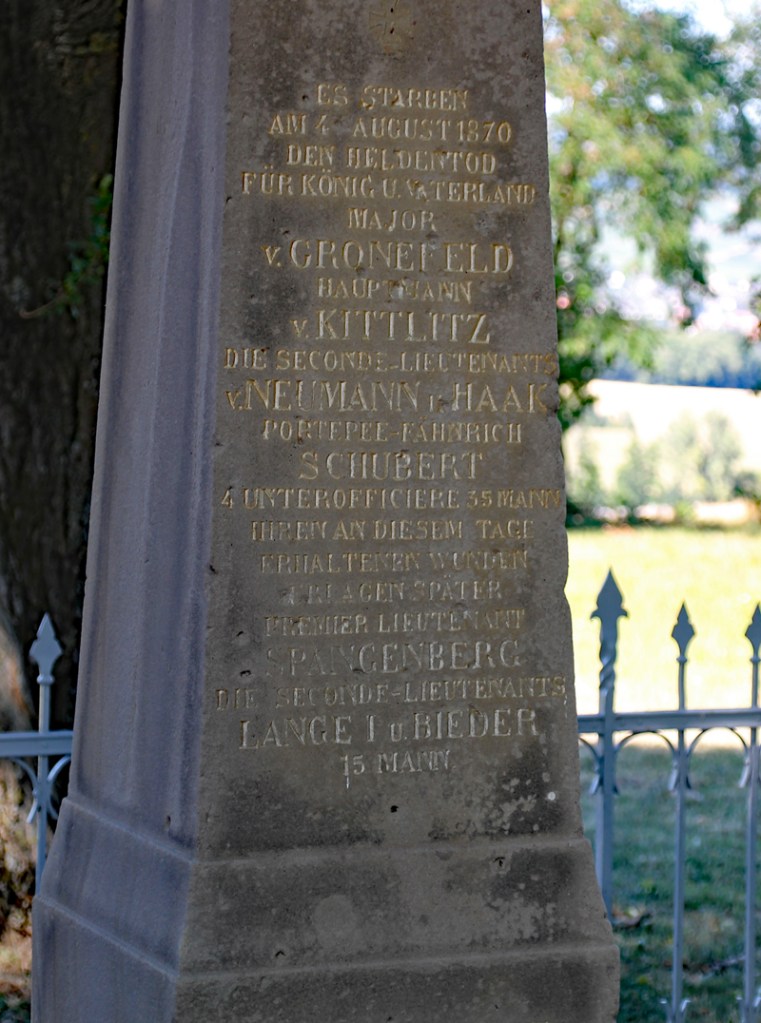 ES STARBEN
AM 4 AUGUST 1870
DEN HELDENTOD
FÜR KÖNIG U. VATERLAND
MAJOR
v. GRONEFELD
HAUPTMANN
v. KITTLITZ
DIE SECONDE-LIEUTENANTS
v. NEUMANN I. HAAK
PORTEPEE-FÄHNRICH
SCHUBERT
4 UNTEROFFICIERE 35 MANN
IHREN AN DIESEM TAGE
ERHALTENEN WUNDEN
ERLAGEN SPÄTER
PREMIER LIEUTENANT
SPANGENBERG
DIE SECONDE-LIEUTENANTS
LANGE I u. BIEDER
15 MANN